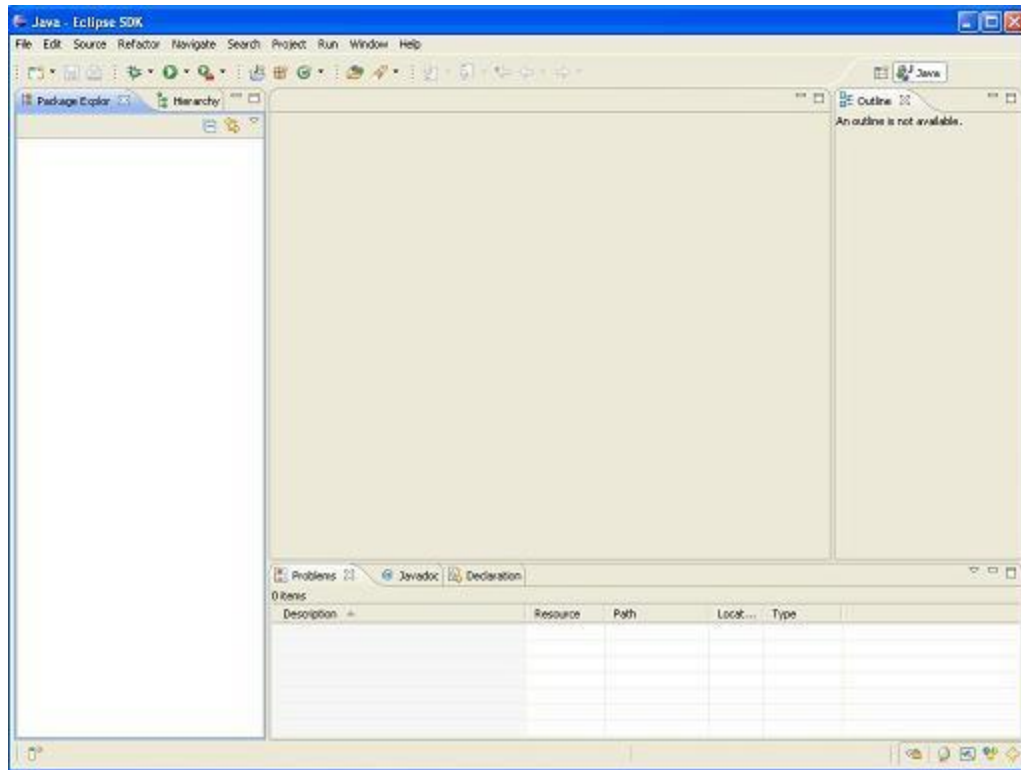 Java - Eclipse SDK
File Edit Source Refactor Navigate Search Project Run Window Help
Java
Package Explor Hierarchy
Outline
An outline is not available.
Problems Javadoc Declaration
0 items
Description Resource Path Locat... Type